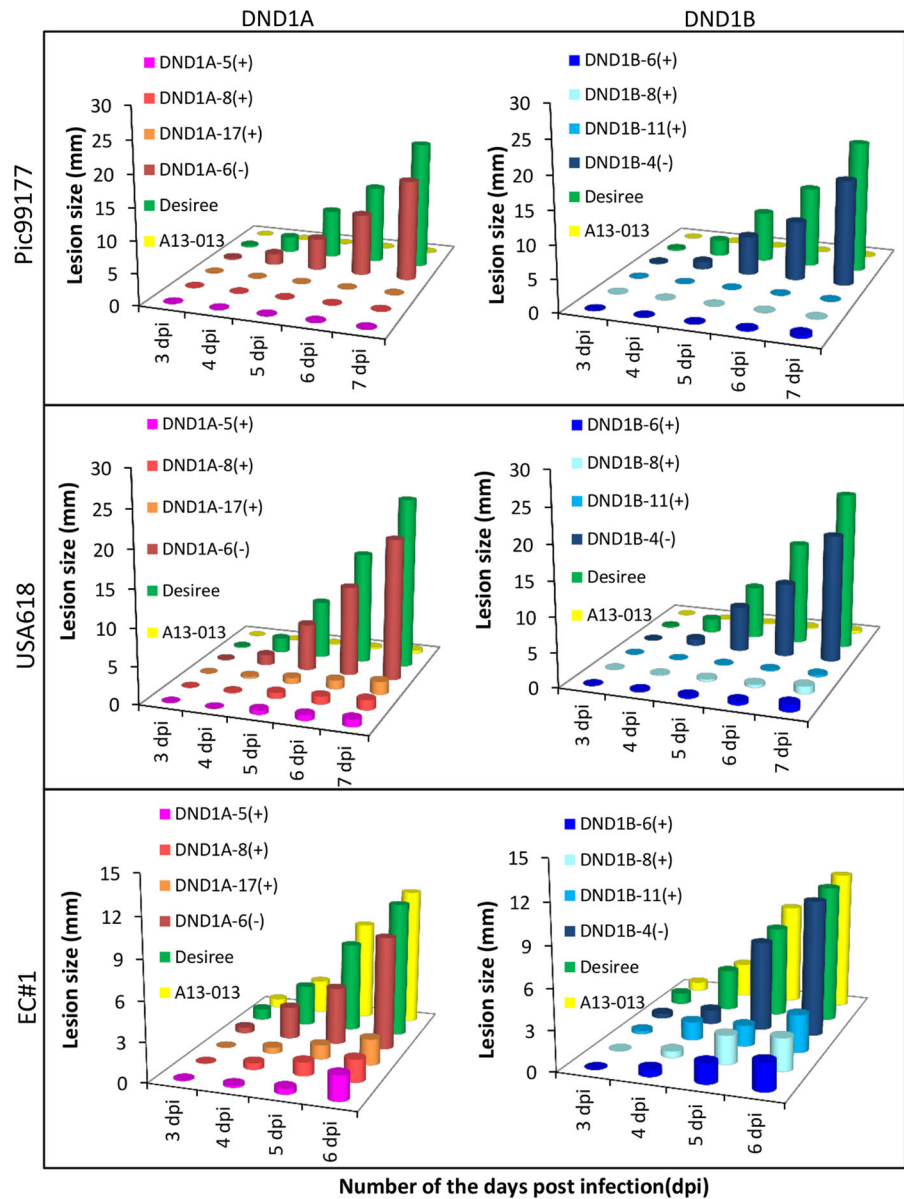 DND1A
DND1B
Pic99177
DND1A-5(+)
DND1A-8(+)
DND1A-17(+)
DND1A-6(-)
Desiree
A13-013
Lesion size (mm)
30
25
20
15
10
5
0
3 dpi
4 dpi
5 dpi
6 dpi
7 dpi
DND1B-6(+)
DND1B-8(+)
DND1B-11(+)
DND1B-4(-)
Desiree
A13-013
Lesion size (mm)
30
25
20
15
10
5
0
3 dpi
4 dpi
5 dpi
6 dpi
7 dpi
USA618
DND1A-5(+)
DND1A-8(+)
DND1A-17(+)
DND1A-6(-)
Desiree
A13-013
Lesion size (mm)
30
25
20
15
10
5
0
3 dpi
4 dpi
5 dpi
6 dpi
7 dpi
DND1B-6(+)
DND1B-8(+)
DND1B-11(+)
DND1B-4(-)
Desiree
A13-013
Lesion size (mm)
30
25
20
15
10
5
0
3 dpi
4 dpi
5 dpi
6 dpi
7 dpi
EC#1
DND1A-5(+)
DND1A-8(+)
DND1A-17(+)
DND1A-6(-)
Desiree
A13-013
Lesion size (mm)
15
12
9
6
3
0
3 dpi
4 dpi
5 dpi
6 dpi
DND1B-6(+)
DND1B-8(+)
DND1B-11(+)
DND1B-4(-)
Desiree
A13-013
Lesion size (mm)
15
12
9
6
3
0
3 dpi
4 dpi
5 dpi
6 dpi
Number of the days post infection(dpi)